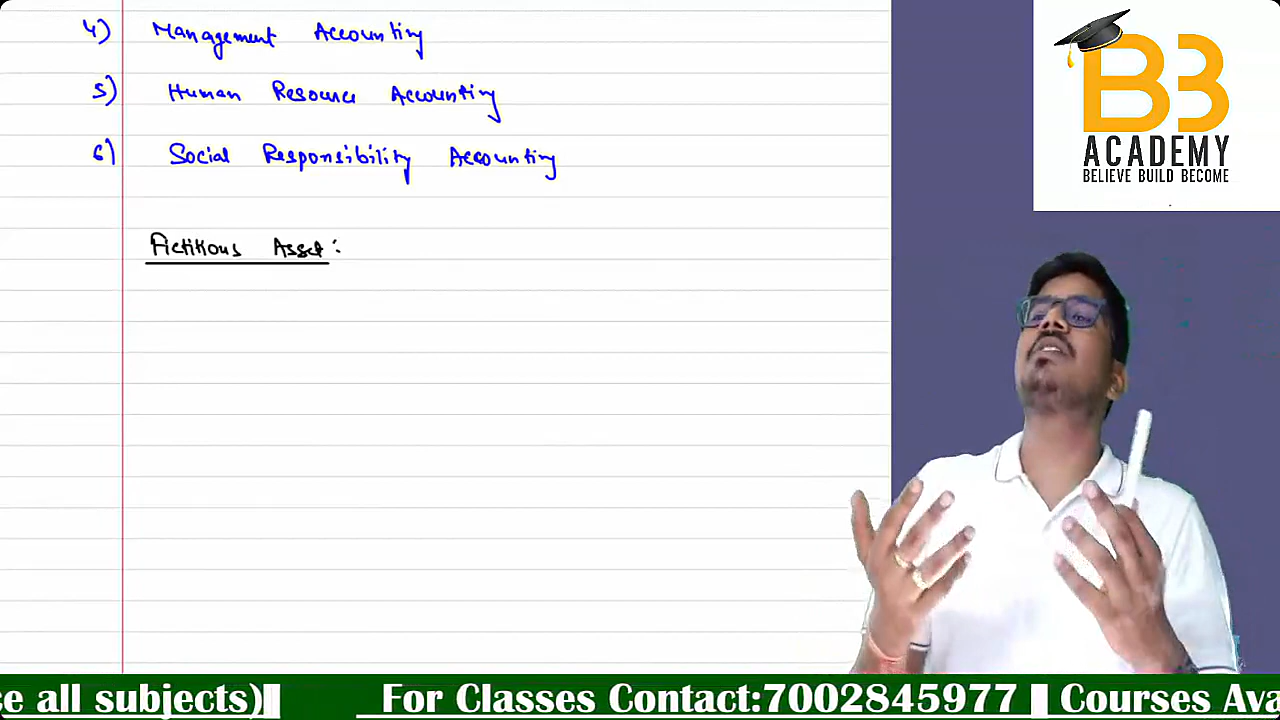 4) Management Accounting
5) Human Resource Accounting
6) Social Responsibility Accounting
Fictitious Asset :
B3
ACADEMY
BELIEVE BUILD BECOME
ce all subjects)| For Classes Contact:7002845977 | Courses Ava